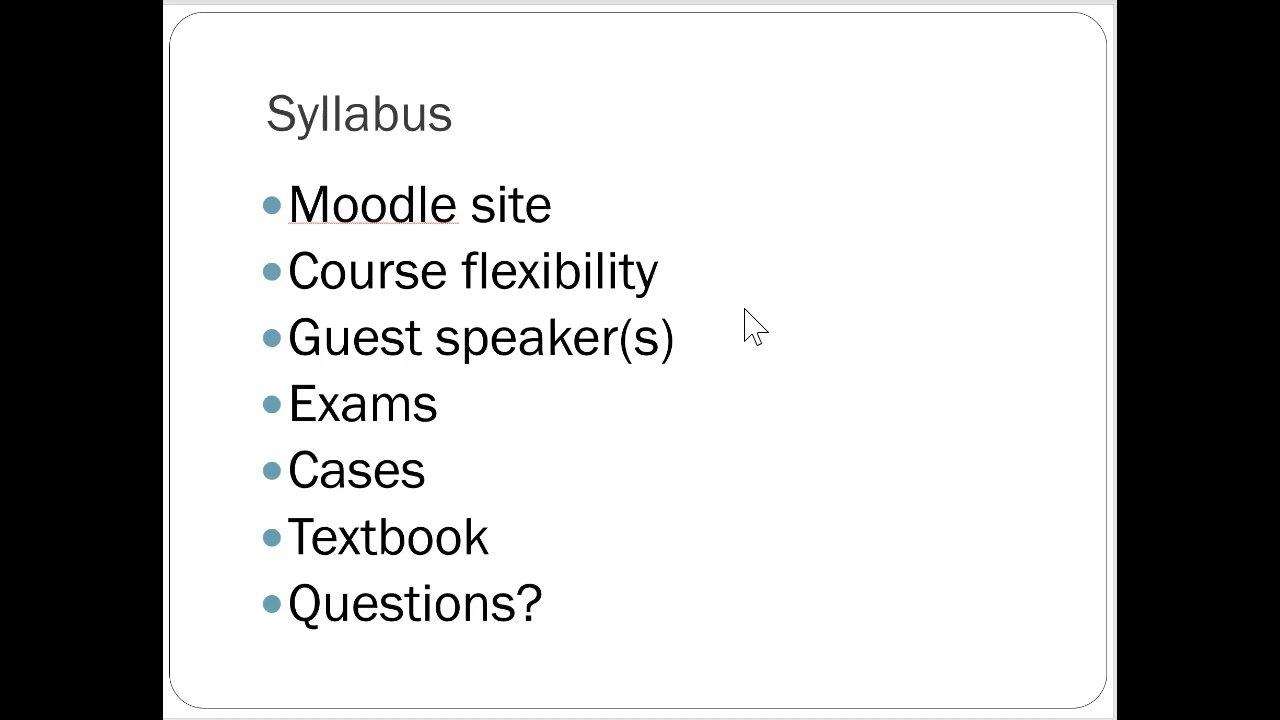 Syllabus
Moodle site
Course flexibility
Guest speaker(s)
Exams
Cases
Textbook
Questions?